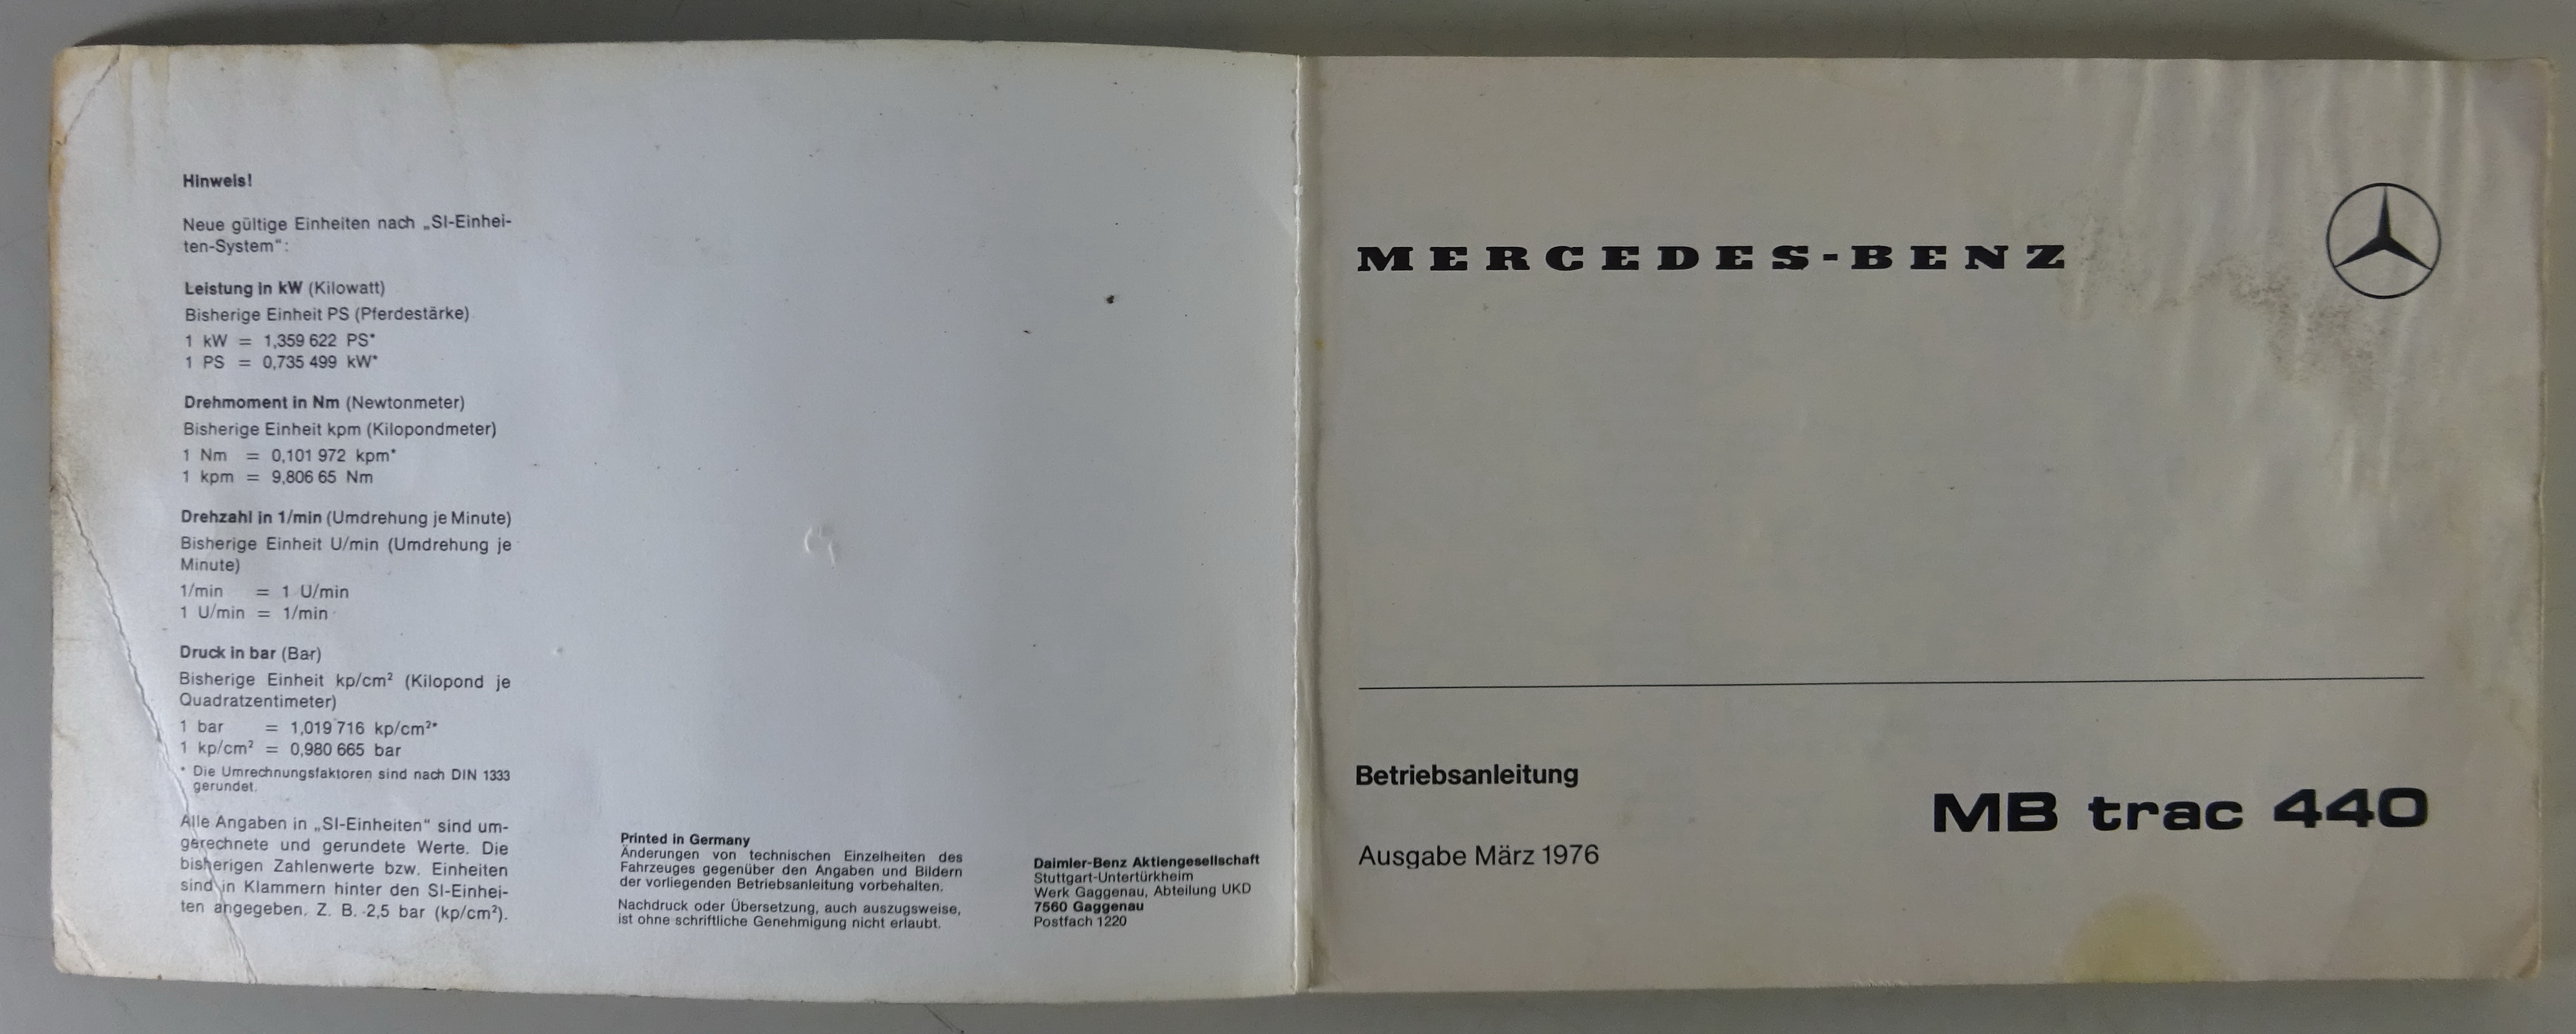 Hinweis!
Neue gültige Einheiten nach „SI-Einhei-
ten-System“:
Leistung in kW (Kilowatt)
Bisherige Einheit PS (Pferdestärke)
1 kW = 1,359 622 PS*
1 PS = 0,735 499 kW*
Drehmoment in Nm (Newtonmeter)
Bisherige Einheit kpm (Kilopondmeter)
1 Nm = 0,101 972 kpm*
1 kpm = 9,806 65 Nm
Drehzahl in 1/min (Umdrehung je Minute)
Bisherige Einheit U/min (Umdrehung je
Minute)
1/min = 1 U/min
1 U/min = 1/min
Druck in bar (Bar)
Bisherige Einheit kp/cm² (Kilopond je
Quadratzentimeter)
1 bar = 1,019 716 kp/cm²*
1 kp/cm² = 0,980 665 bar
* Die Umrechnungsfaktoren sind nach DIN 1333
gerundet.
Alle Angaben in „SI-Einheiten“ sind um-
gerechnete und gerundete Werte. Die
bisherigen Zahlenwerte bzw. Einheiten
sind in Klammern hinter den SI-Einhei-
ten angegeben. Z. B. 2,5 bar (kp/cm²).
Printed in Germany
Änderungen von technischen Einzelheiten des
Fahrzeuges gegenüber den Angaben und Bildern
der vorliegenden Betriebsanleitung vorbehalten.
Nachdruck oder Übersetzung, auch auszugsweise,
ist ohne schriftliche Genehmigung nicht erlaubt.
Daimler-Benz Aktiengesellschaft
Stuttgart-Untertürkheim
Werk Gaggenau, Abteilung UKD
7560 Gaggenau
Postfach 1220
MERCEDES-BENZ
Betriebsanleitung
MB trac 440
Ausgabe März 1976